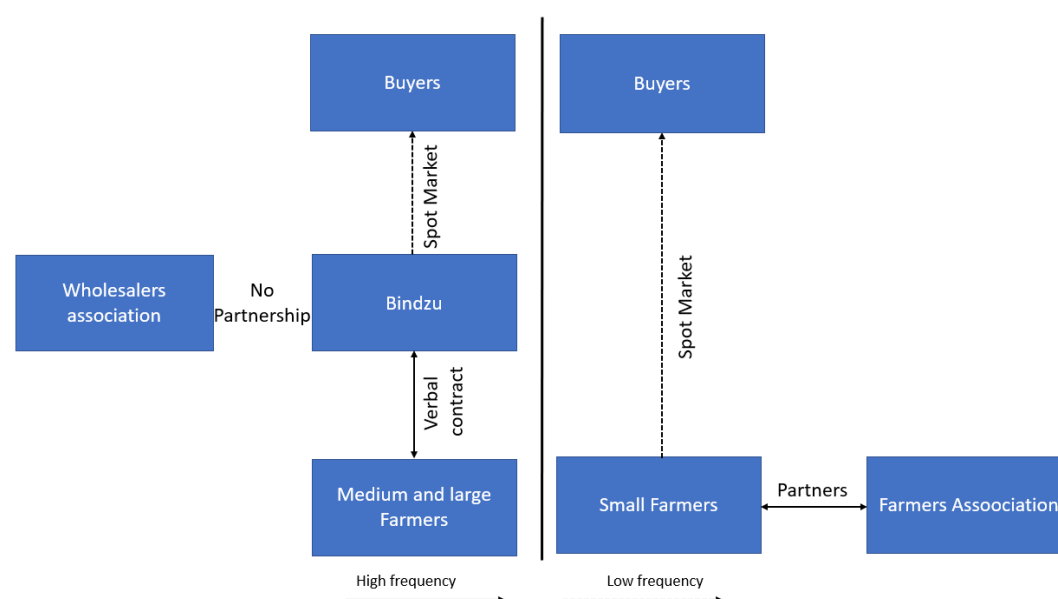 Buyers
Buyers
Spot Market
Wholesalers
association
No
Partnership
Bindzu
Spot Market
Verbal
contract
Medium and large
Farmers
Small Farmers
Partners
Farmers Assoociation
High frequency
Low frequency